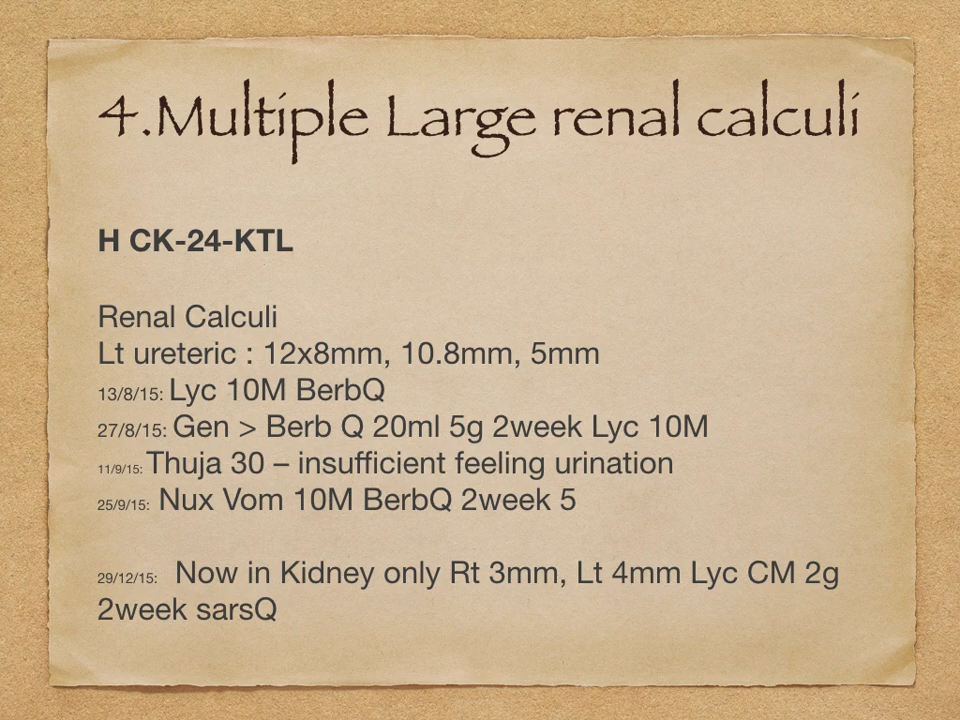 4.Multiple Large renal calculi
H CK-24-KTL
Renal Calculi
Lt ureteric : 12x8mm, 10.8mm, 5mm
13/8/15: Lyc 10M BerbQ
27/8/15: Gen > Berb Q 20ml 5g 2week Lyc 10M
11/9/15: Thuja 30 – insufficient feeling urination
25/9/15: Nux Vom 10M BerbQ 2week 5
29/12/15: Now in Kidney only Rt 3mm, Lt 4mm Lyc CM 2g
2week sarsQ